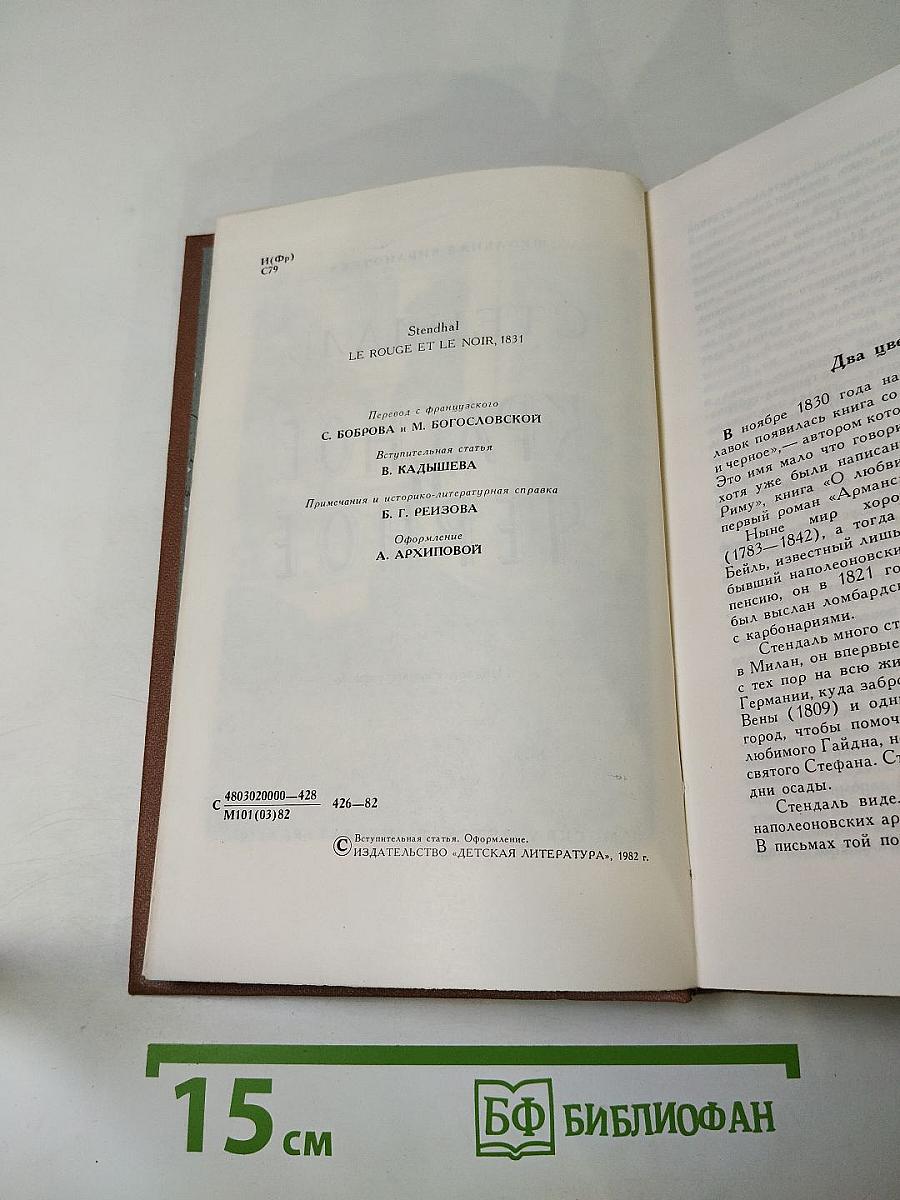 И(Фр)
С79
Stendhal
LE ROUGE ET LE NOIR, 1831
Перевод с французского
С. БОБРОВА и М. БОГОСЛОВСКОЙ
Вступительная статья
В. КАДЫШЕВА
Примечания и историко-литературная справка
Б. Г. РЕИЗОВА
Оформление
А. АРХИПОВОЙ
С 4803020000—428 426—82
М101(03)82
© Вступительная статья. Оформление.
ИЗДАТЕЛЬСТВО «ДЕТСКАЯ ЛИТЕРАТУРА», 1982 г.
Два цве
В ноябре 1830 года на
лавок появилась книга со
и черное»,— автором кото
Это имя мало что говори
хотя уже были написан
Риму», книга «О любви
первый роман «Арманс
Ныне мир хоро
(1783—1842), а тогда
Бейль, известный лишь
бывший наполеоновски
пенсию, он в 1821 го
был выслан ломбардск
с карбонариями.
Стендаль много ст
в Милан, он впервые
с тех пор на всю жи
Германии, куда забро
Вены (1809) и одн
город, чтобы помоч
любимого Гайдна, н
святого Стефана. Ст
дни осады.
Стендаль виде
наполеоновских ар
В письмах той по
15 см
БФ БИБЛИОФАН